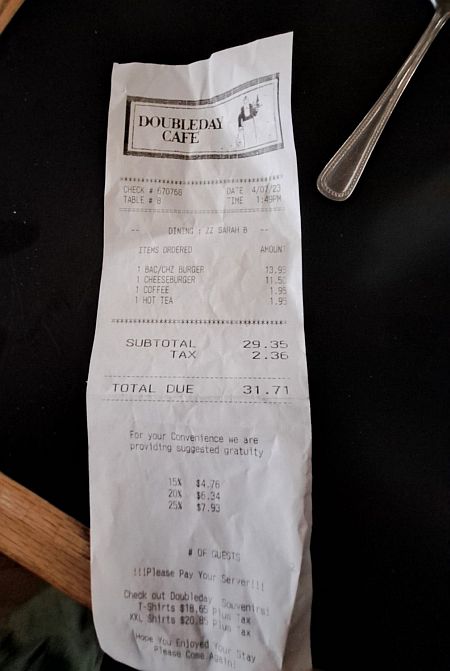 DOUBLEDAY
CAFE
CHECK # 670768 DATE 4/07/23
TABLE # 8 TIME 1:49PM
-- DINING : ZZ SARAH B --
ITEMS ORDERED AMOUNT
1 BAC/CHZ BURGER 13.95
1 CHEESEBURGER 11.50
1 COFFEE 1.95
1 HOT TEA 1.95
SUBTOTAL 29.35
TAX 2.36
TOTAL DUE 31.71
For your Convenience we are
providing suggested gratuity
15% $4.76
20% $6.34
25% $7.93
# OF GUESTS
!!!Please Pay Your Server!!!
Check out Doubleday Souvenirs!
T-Shirts $18.65 Plus Tax
XXL Shirts $20.85 Plus Tax
Hope You Enjoyed Your Stay
Please Come Again!